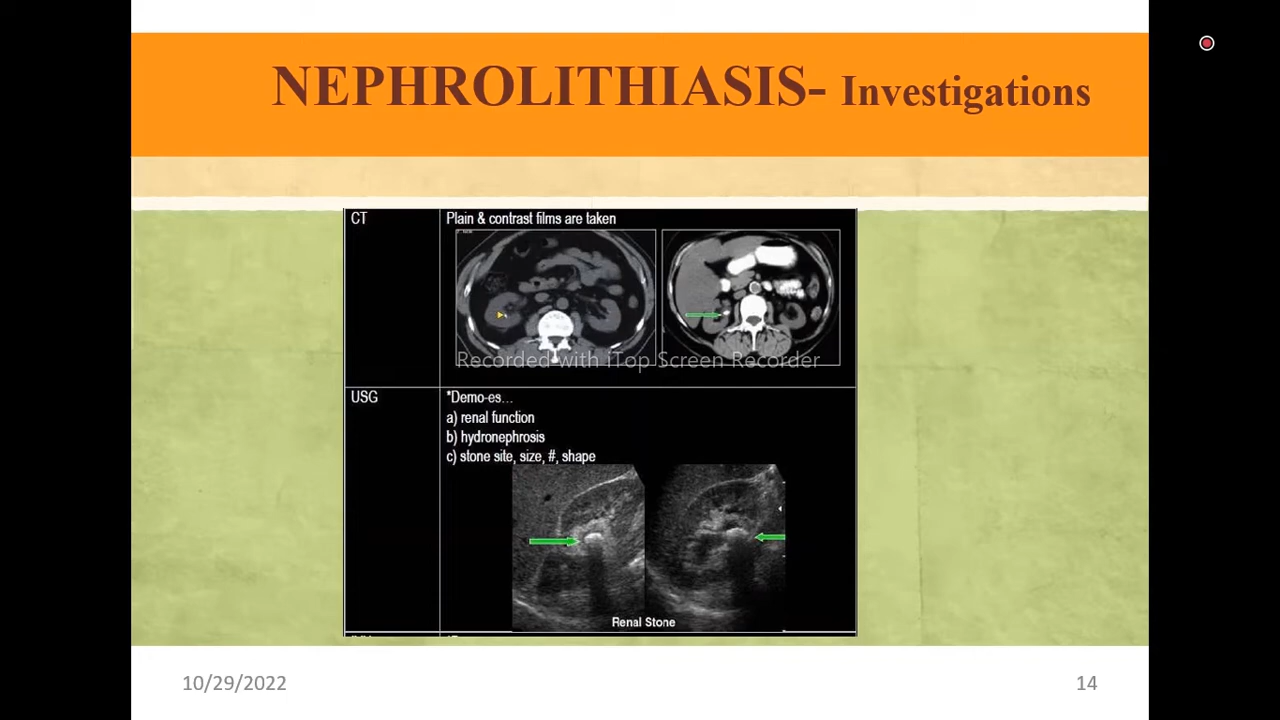 NEPHROLITHIASIS- Investigations
CT
Plain & contrast films are taken
Recorded with iTop Screen Recorder
USG
*Demo-es…
a) renal function
b) hydronephrosis
c) stone site, size, #, shape
Renal Stone
10/29/2022
14